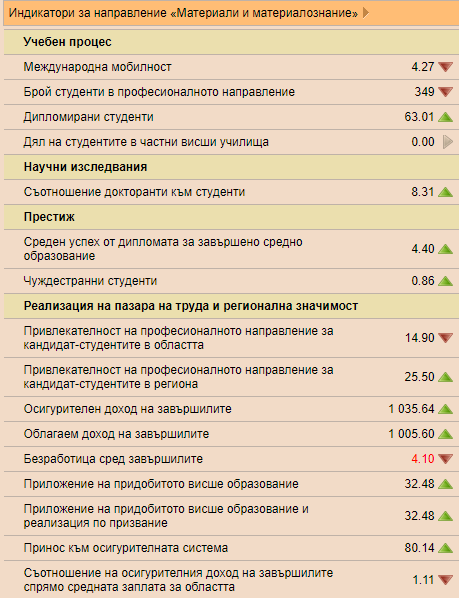 Индикатори за направление «Материали и материалознание»
Учебен процес
Международна мобилност 4.27
Брой студенти в професионалното направление 349
Дипломирани студенти 63.01
Дял на студентите в частни висши училища 0.00
Научни изследвания
Съотношение докторанти към студенти 8.31
Престиж
Среден успех от дипломата за завършено средно
образование 4.40
Чуждестранни студенти 0.86
Реализация на пазара на труда и регионална значимост
Привлекателност на професионалното направление за
кандидат-студентите в областта 14.90
Привлекателност на професионалното направление за
кандидат-студентите в региона 25.50
Осигурителен доход на завършилите 1 035.64
Облагаем доход на завършилите 1 005.60
Безработица сред завършилите 4.10
Приложение на придобитото висше образование 32.48
Приложение на придобитото висше образование и
реализация по призвание 32.48
Принос към осигурителната система 80.14
Съотношение на осигурителния доход на завършилите
спрямо средната заплата за областта 1.11